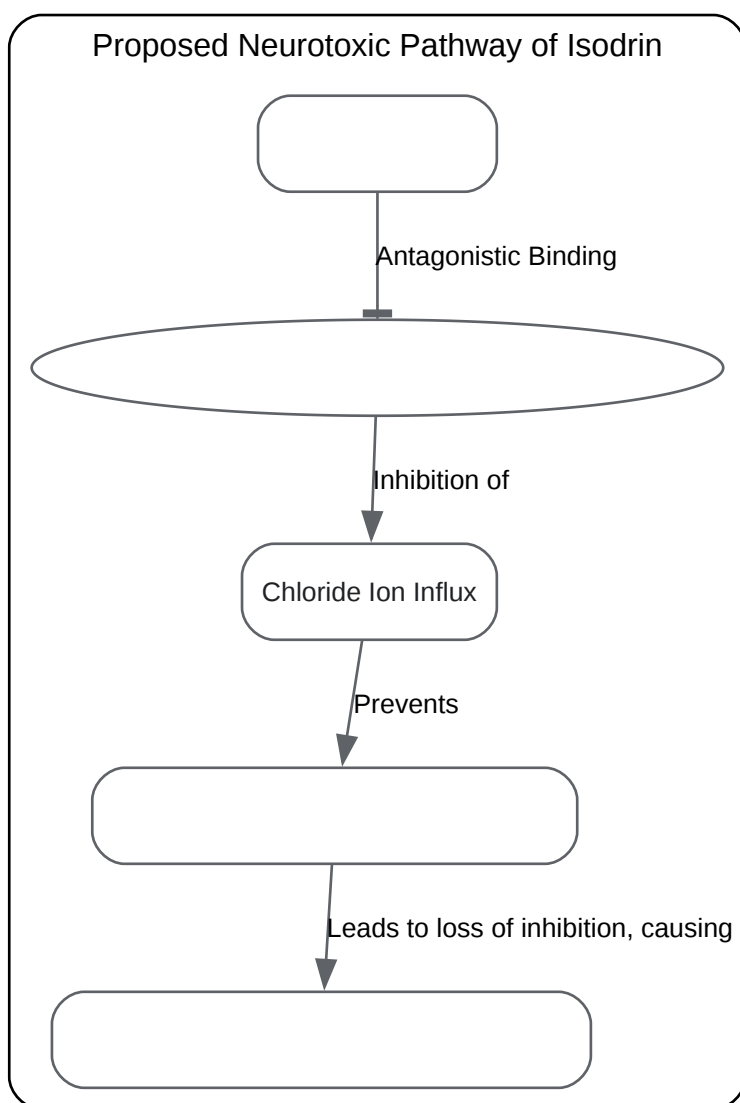 Proposed Neurotoxic Pathway of Isodrin
Antagonistic Binding
Inhibition of
Chloride Ion Influx
Prevents
Leads to loss of inhibition, causing